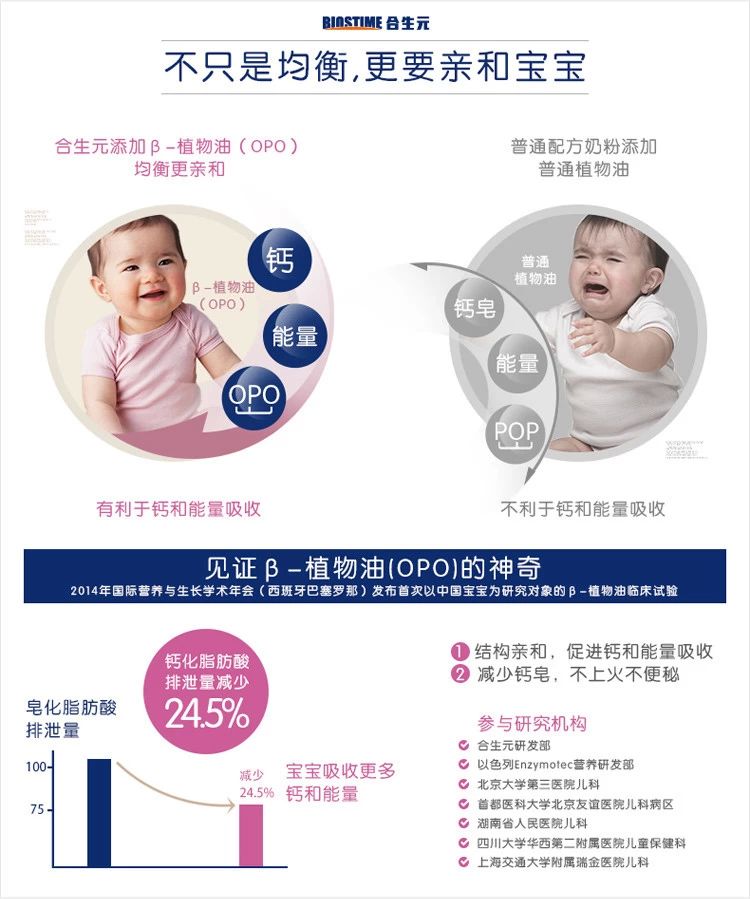 BIOSTIME 合生元
不只是均衡,更要亲和宝宝
合生元添加β-植物油（OPO）
均衡更亲和
普通配方奶粉添加
普通植物油
钙
β-植物油
（OPO）
能量
OPO
普通
植物油
钙皂
能量
POP
有利于钙和能量吸收
不利于钙和能量吸收
见证β-植物油(OPO)的神奇
2014年国际营养与生长学术年会（西班牙巴塞罗那）发布首次以中国宝宝为研究对象的β-植物油临床试验
钙化脂肪酸
排泄量减少
24.5%
皂化脂肪酸
排泄量
100
75
减少
24.5%
宝宝吸收更多
钙和能量
1 结构亲和，促进钙和能量吸收
2 减少钙皂，不上火不便秘
参与研究机构
合生元研发部
以色列Enzymotec营养研发部
北京大学第三医院儿科
首都医科大学北京友谊医院儿科病区
湖南省人民医院儿科
四川大学华西第二附属医院儿童保健科
上海交通大学附属瑞金医院儿科